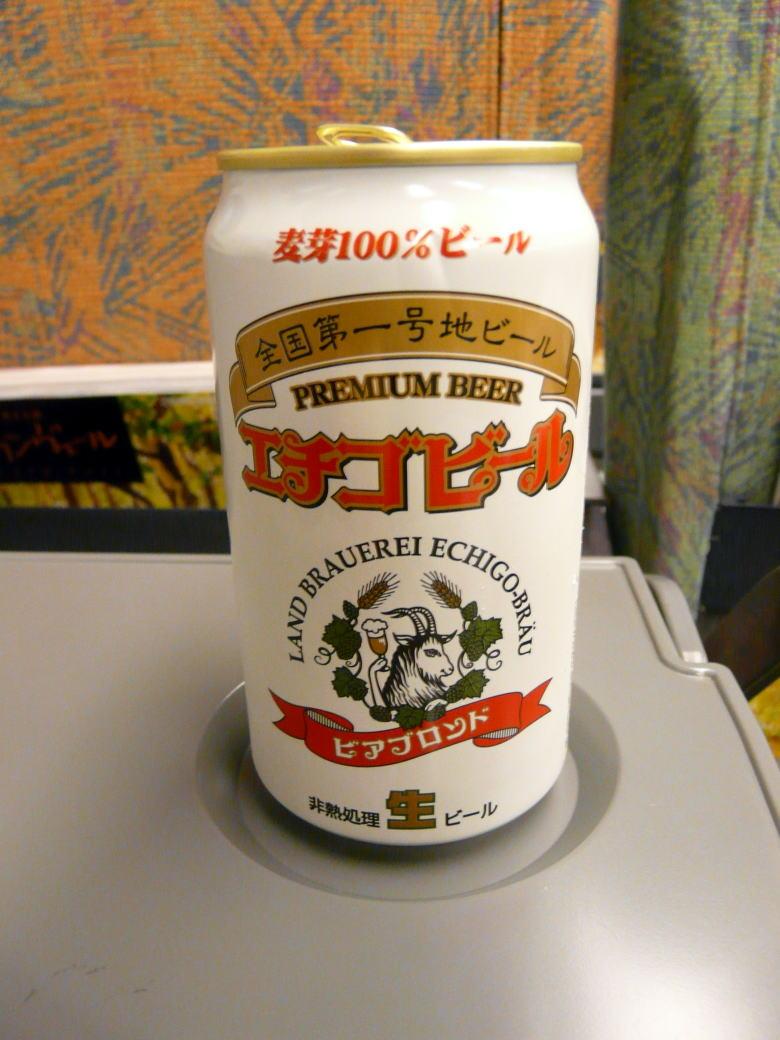 麦芽100%ビール
全国第一号地ビール
PREMIUM BEER
エチゴビール
LAND BRAUEREI ECHIGO-BRÄU
ビアブロンド
非熱処理 生 ビール